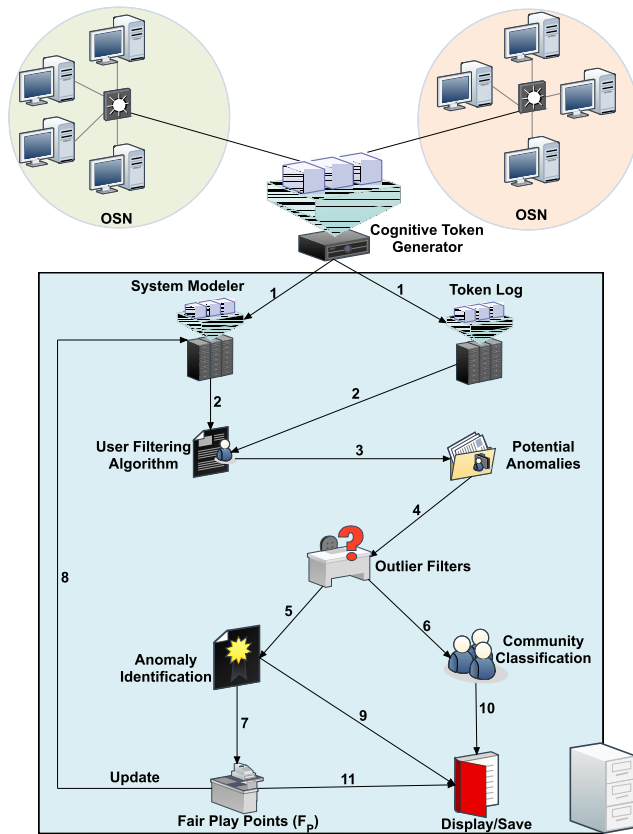 OSN
OSN
Cognitive Token
Generator
System Modeler
1
1
Token Log
2
2
User Filtering
Algorithm
3
Potential
Anomalies
4
8
Outlier Filters
5
6
Anomaly
Identification
Community
Classification
7
9
10
Update
11
Fair Play Points (FP)
Display/Save